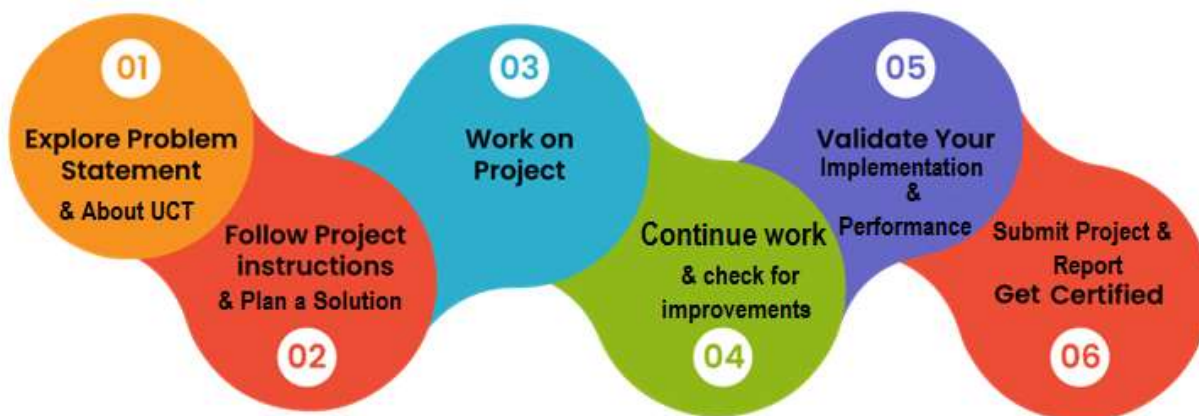 01
Explore Problem
Statement
& About UCT
Follow Project
instructions
& Plan a Solution
02
03
Work on
Project
Continue work
& check for
improvements
04
05
Validate Your
Implementation
&
Performance
Submit Project &
Report
Get Certified
06